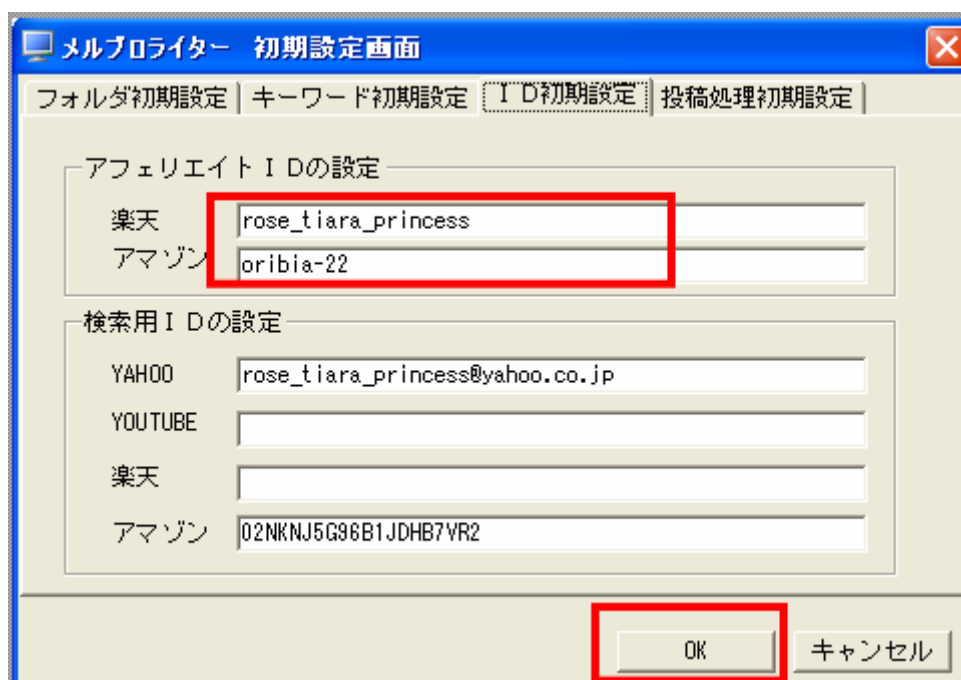 メルブロライター 初期設定画面
フォルダ初期設定 キーワード初期設定 ＩＤ初期設定 投稿処理初期設定
アフェリエイトＩＤの設定
楽天 rose_tiara_princess
アマゾン oribia-22
検索用ＩＤの設定
YAHOO rose_tiara_princess@yahoo.co.jp
YOUTUBE
楽天
アマゾン 02NKNJ5G96B1JDHB7VR2
OK キャンセル